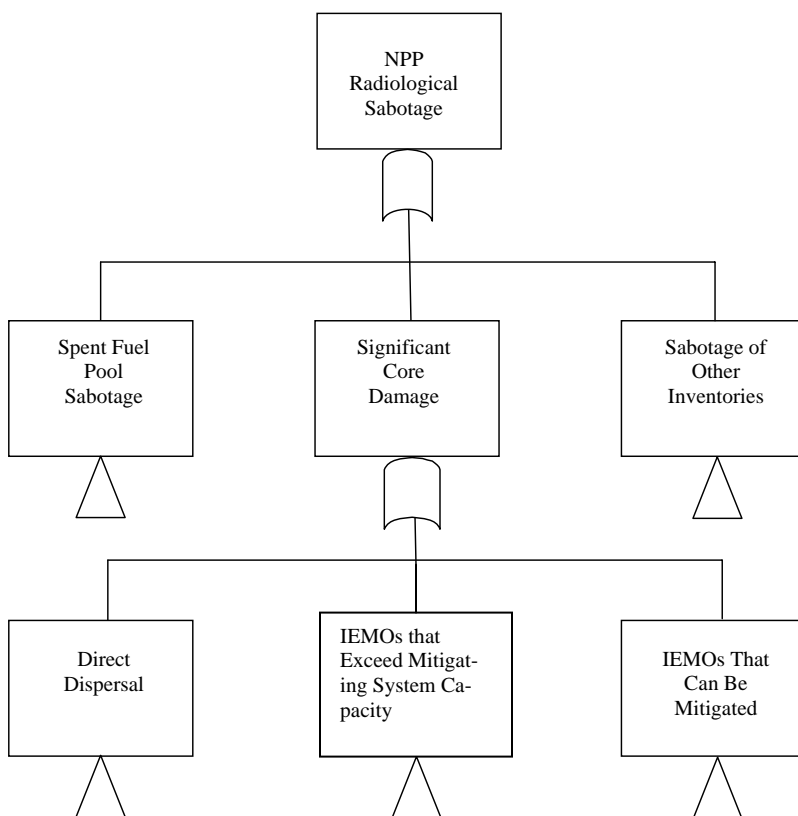 NPP
Radiological
Sabotage
Spent Fuel
Pool
Sabotage
Significant
Core
Damage
Sabotage of
Other
Inventories
Direct
Dispersal
IEMOs that
Exceed Mitigat-
ing System Ca-
pacity
IEMOs That
Can Be
Mitigated